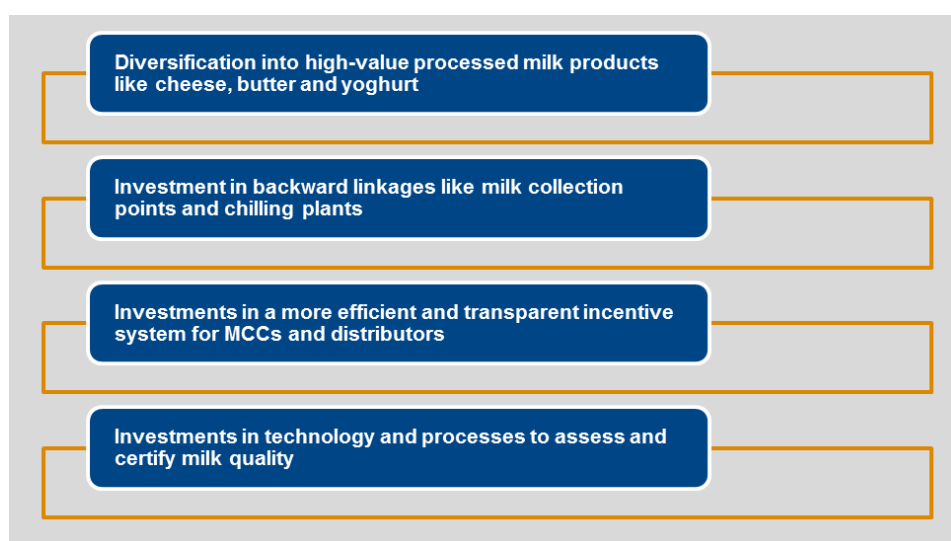 Diversification into high-value processed milk products
like cheese, butter and yoghurt
Investment in backward linkages like milk collection
points and chilling plants
Investments in a more efficient and transparent incentive
system for MCCs and distributors
Investments in technology and processes to assess and
certify milk quality